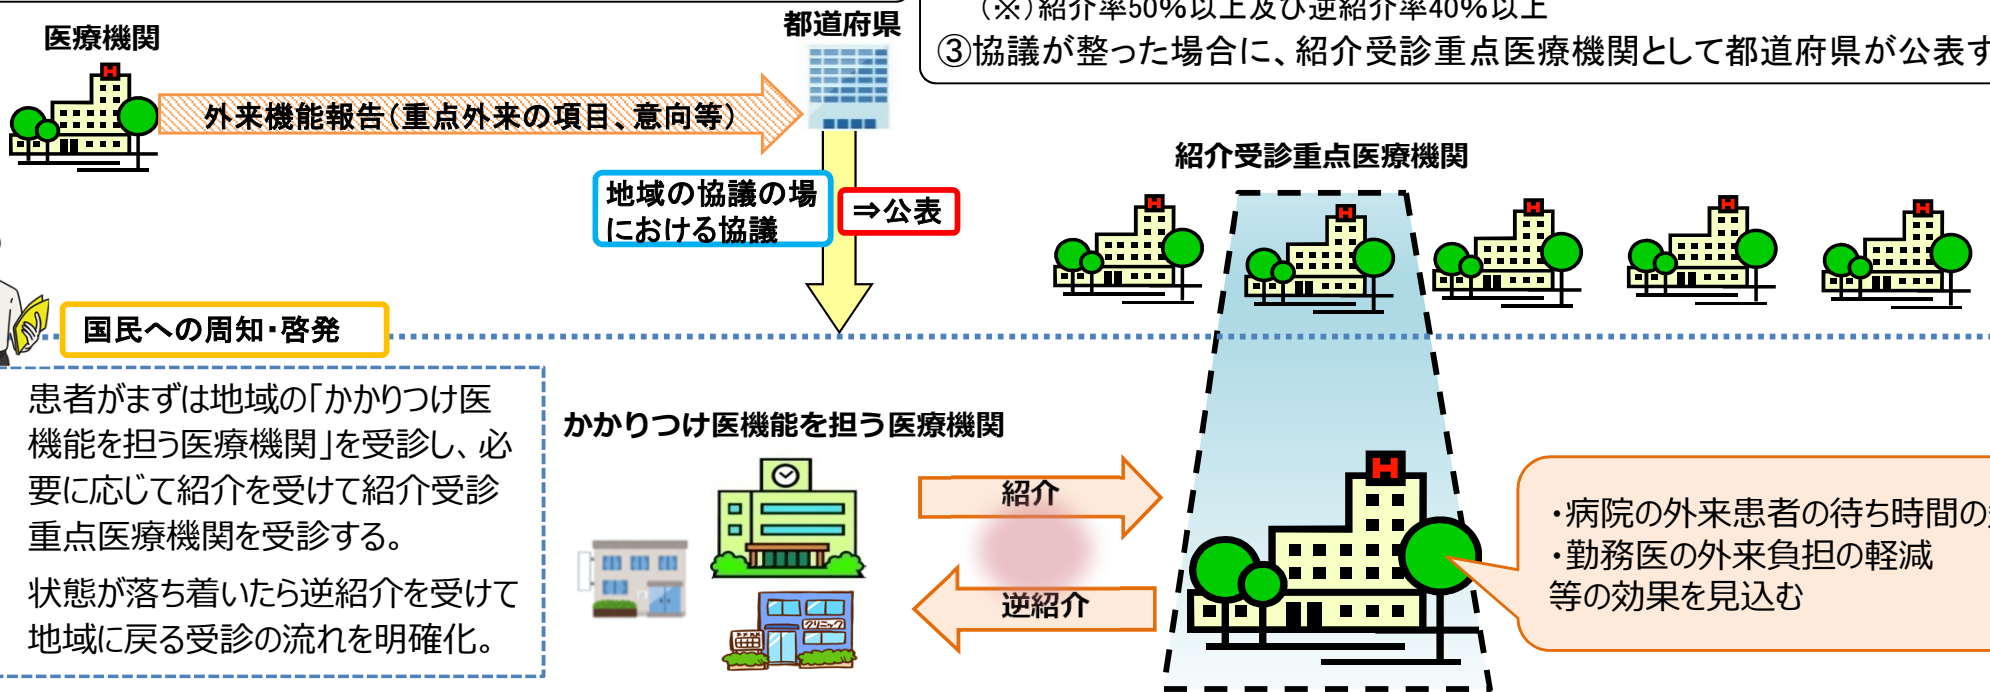 (※)紹介率50%以上及び逆紹介率40%以上
③協議が整った場合に、紹介受診重点医療機関として都道府県が公表す
医療機関
都道府県
外来機能報告(重点外来の項目、意向等)
地域の協議の場
における協議
⇒公表
紹介受診重点医療機関
国民への周知・啓発
患者がまずは地域の「かかりつけ医
機能を担う医療機関」を受診し、必
要に応じて紹介を受けて紹介受診
重点医療機関を受診する。
状態が落ち着いたら逆紹介を受けて
地域に戻る受診の流れを明確化。
かかりつけ医機能を担う医療機関
クリニック
紹介
逆紹介
・病院の外来患者の待ち時間の
・勤務医の外来負担の軽減
等の効果を見込む